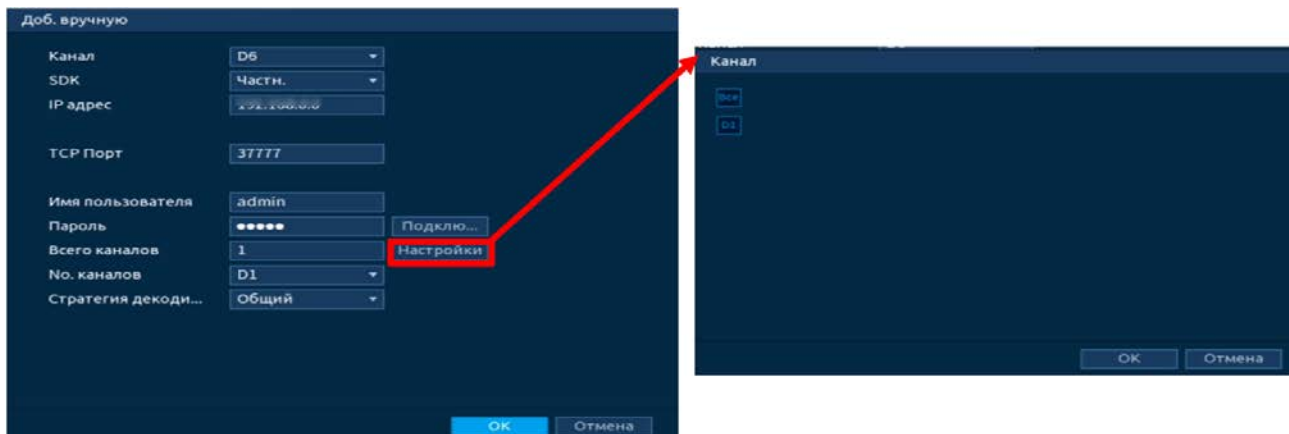 Доб. вручную
Канал D6
SDK Частн.
IP адрес
TCP Порт 37777
Имя пользователя admin
Пароль ●●●●● Подклю...
Всего каналов 1 Настройки
No. каналов D1
Стратегия декоди... Общий
OK Отмена
Канал
Все
D1
OK Отмена